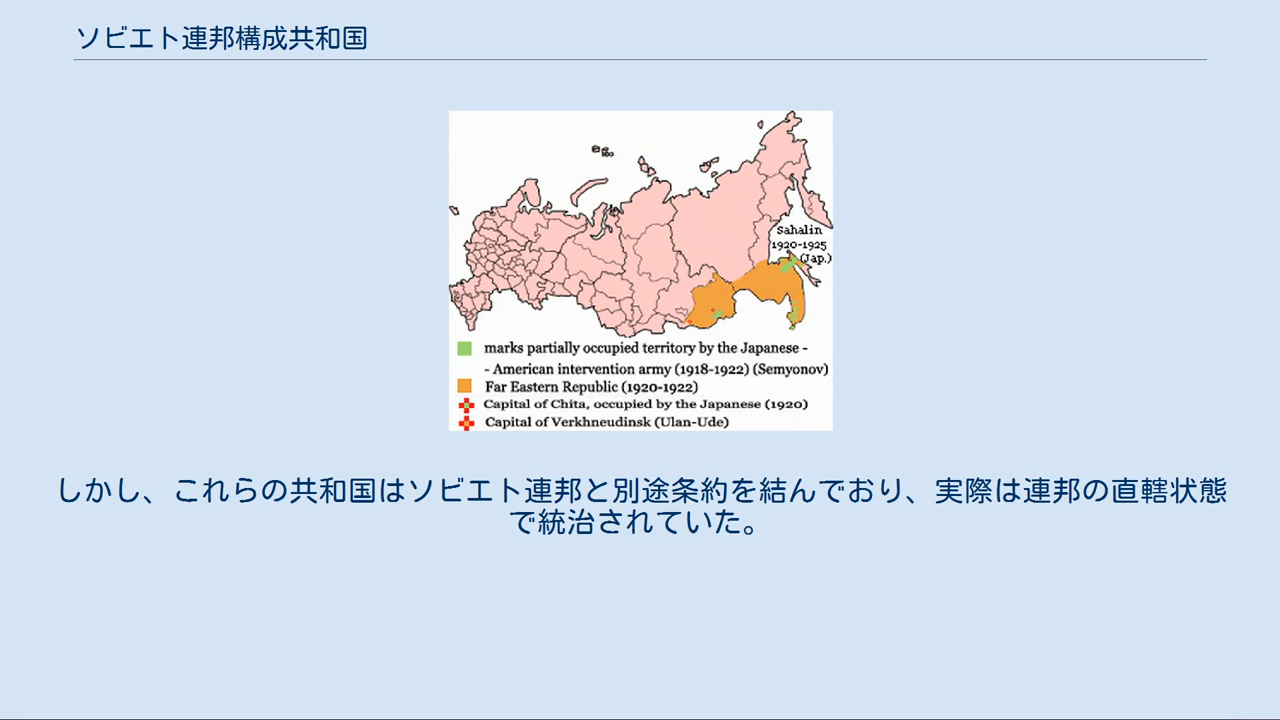 ソビエト連邦構成共和国
Sahalin
1920-1925
(Jap.)
marks partially occupied territory by the Japanese -
- American intervention army (1918-1922) (Semyonov)
Far Eastern Republic (1920-1922)
Capital of Chita, occupied by the Japanese (1920)
Capital of Verkhneudinsk (Ulan-Ude)
しかし、これらの共和国はソビエト連邦と別途条約を結んでおり、実際は連邦の直轄状態
で統治されていた。